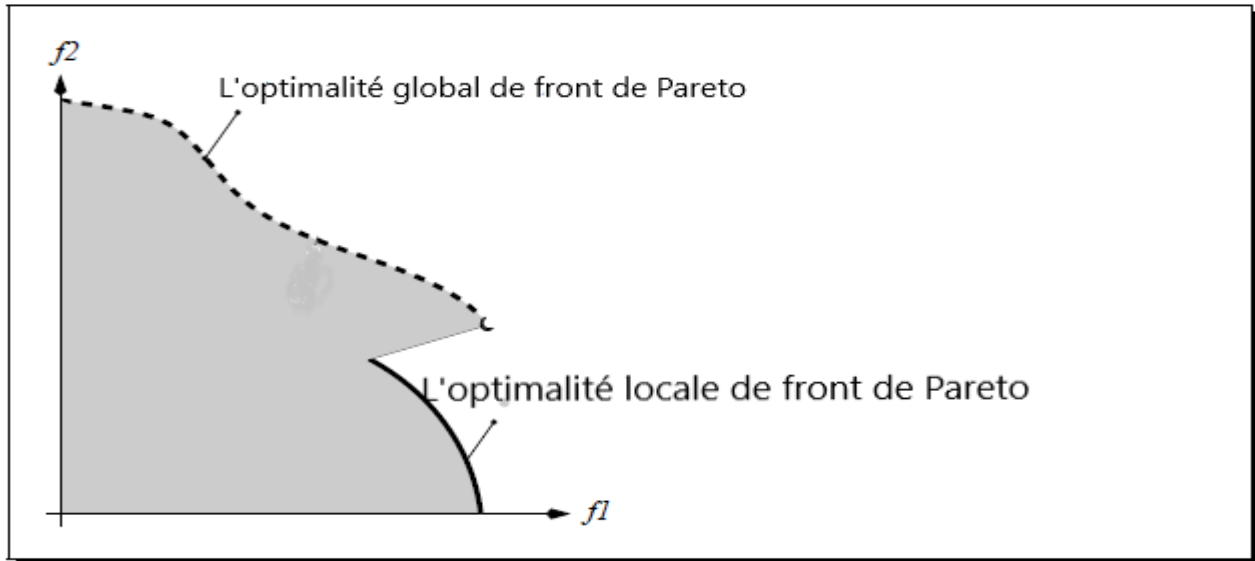 f2
L'optimalité global de front de Pareto
L'optimalité locale de front de Pareto
f1